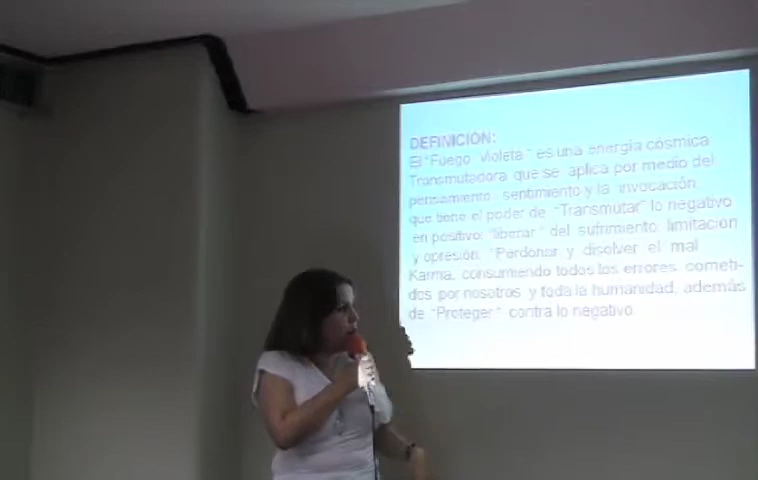 DEFINICIÓN:
El "Fuego Violeta" es una energía cósmica
Transmutadora que se aplica por medio del
pensamiento, sentimiento y la invocación,
que tiene el poder de "Transmutar" lo negativo
en positivo; "liberar" del sufrimiento, limitación
y opresión. "Perdonar y disolver el mal
Karma, consumiendo todos los errores cometi-
dos por nosotros y toda la humanidad, además
de "Proteger" contra lo negativo.